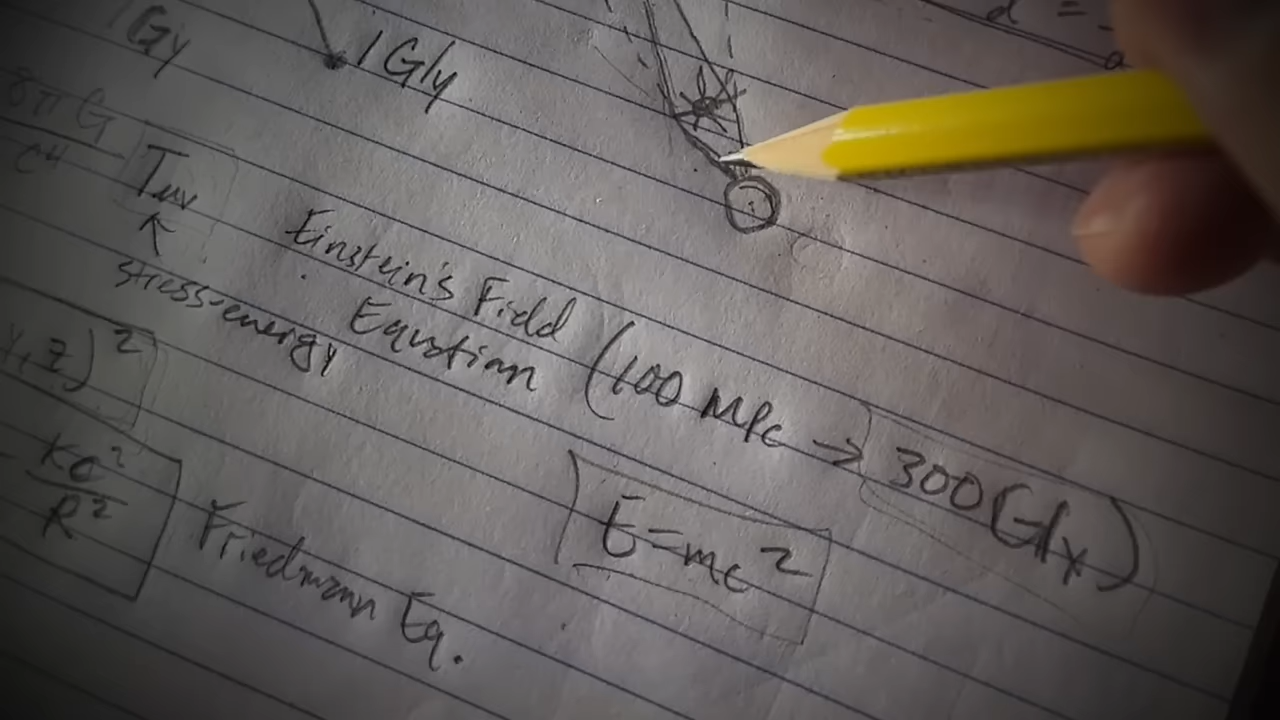 1 Gy
1 Gly
d =
8πG
c⁴
Tμν
↑
stress-energy
Einstein's Field
Equation
(100 Mpc → 300 Gly)
, z)²
- Kc²
R²
Friedmann Eq.
E=mc²